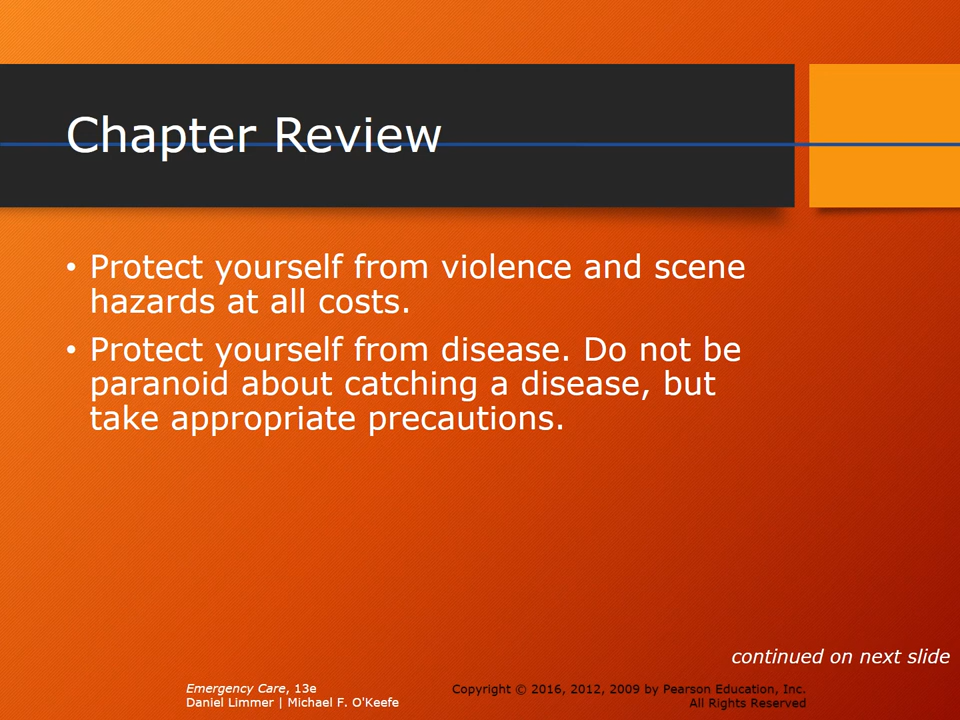 Chapter Review
• Protect yourself from violence and scene
hazards at all costs.
• Protect yourself from disease. Do not be
paranoid about catching a disease, but
take appropriate precautions.
continued on next slide
Emergency Care, 13e
Daniel Limmer | Michael F. O'Keefe
Copyright © 2016, 2012, 2009 by Pearson Education, Inc.
All Rights Reserved